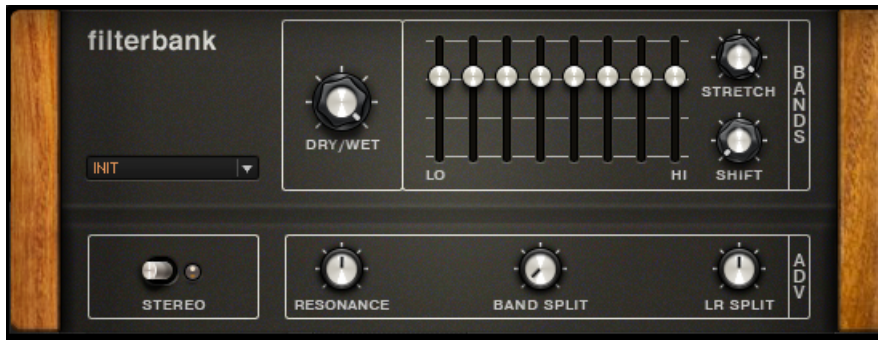 filterbank
INIT
DRY/WET
LO
HI
STRETCH
SHIFT
BANDS
STEREO
RESONANCE
BAND SPLIT
LR SPLIT
ADV